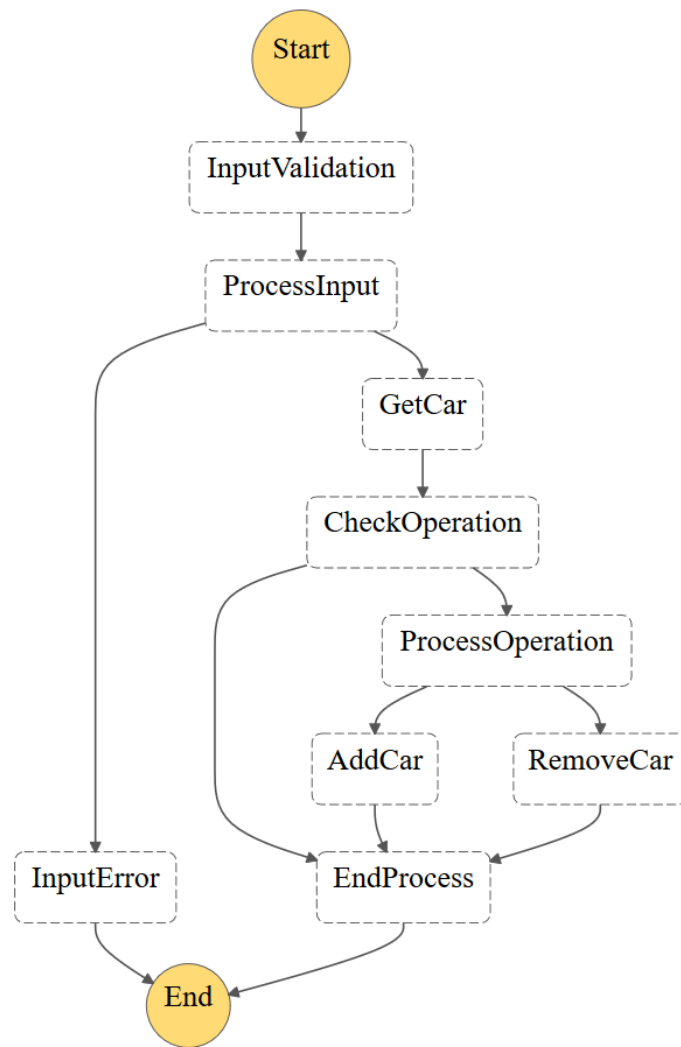 Start
InputValidation
ProcessInput
GetCar
CheckOperation
ProcessOperation
AddCar
RemoveCar
InputError
EndProcess
End